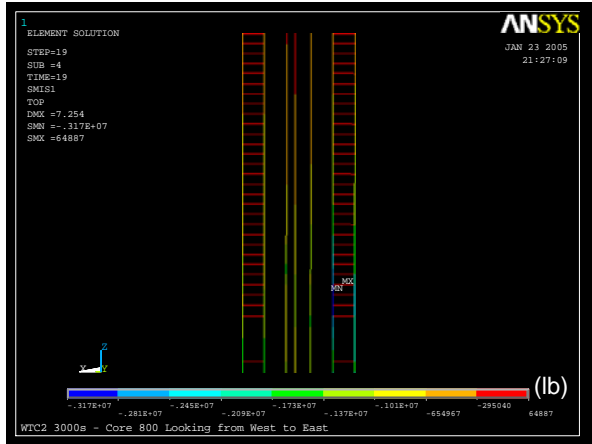 1
ANSYS
ELEMENT SOLUTION
JAN 23 2005
21:27:09
STEP=19
SUB =4
TIME=19
SMIS1
TOP
DMX=7.254
SMN =-.317E+07
SMX =64887
MX
MN
Z
X Y
(lb)
-.317E+07 -.245E+07 -.173E+07 -.101E+07 -295040
-.281E+07 -.209E+07 -.137E+07 -654967 64887
WTC2 3000s - Core 800 Looking from West to East